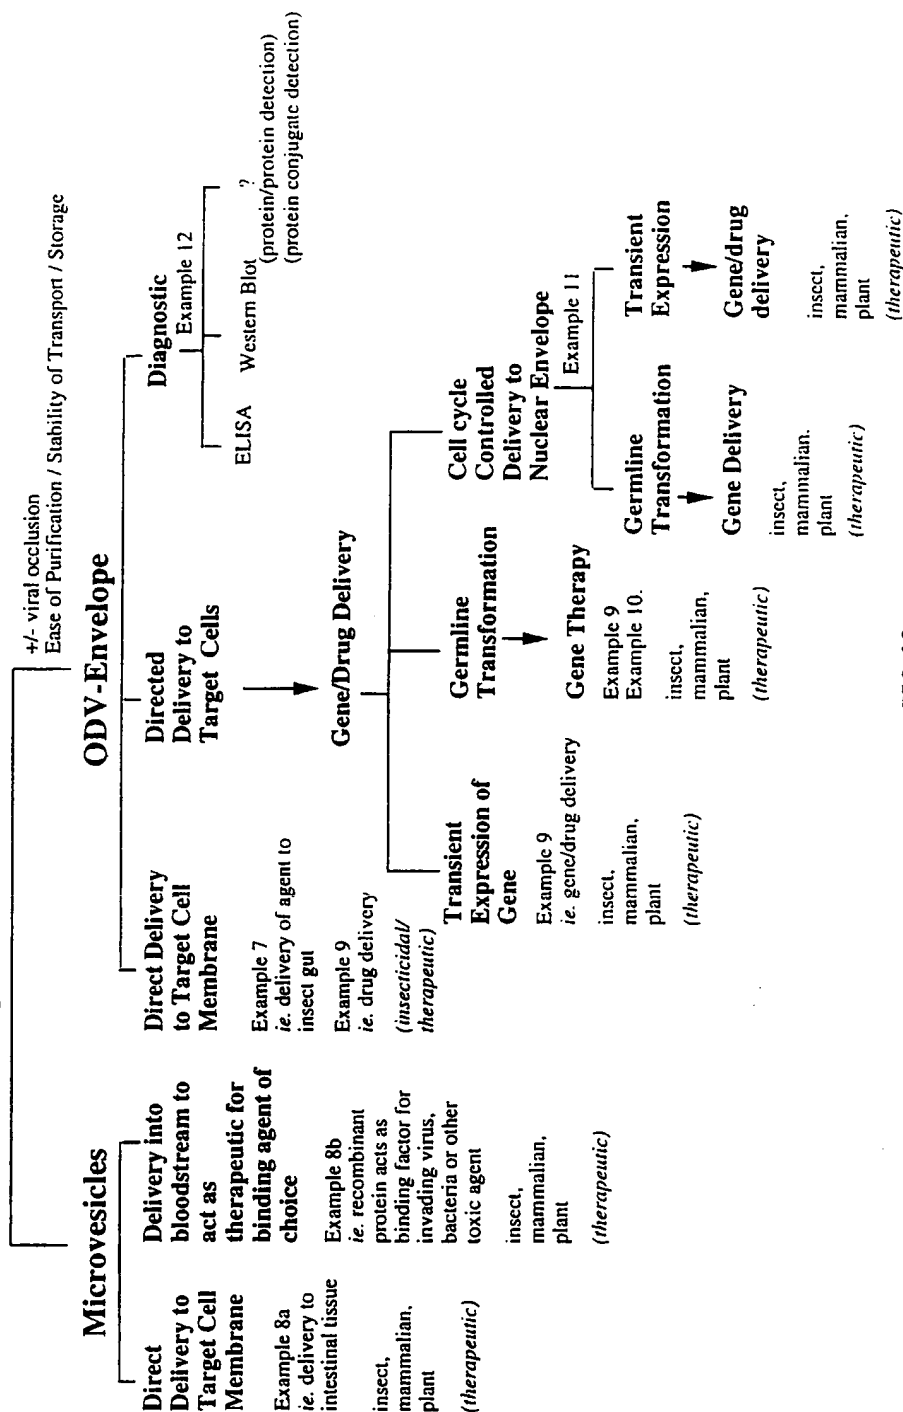 +/- viral occlusion
Ease of Purification / Stability of Transport / Storage
Microvesicles
ODV-Envelope
Direct
Delivery to
Target Cell
Membrane
Example 8a
ie. delivery to
intestinal tissue
insect,
mammalian,
plant
(therapeutic)
Delivery into
bloodstream to
act as
therapeutic for
binding agent of
choice
Example 8b
ie. recombinant
protein acts as
binding factor for
invading virus,
bacteria or other
toxic agent
insect,
mammalian,
plant
(therapeutic)
Direct Delivery
to Target Cell
Membrane
Example 7
ie. delivery of agent to
insect gut
Example 9
ie. drug delivery
(insecticidal/
therapeutic)
Directed
Delivery to
Target Cells
Gene/Drug Delivery
Transient
Expression of
Gene
Example 9
ie. gene/drug delivery
insect,
mammalian,
plant
(therapeutic)
Germline
Transformation
Gene Therapy
Example 9
Example 10.
insect,
mammalian,
plant
(therapeutic)
Cell cycle
Controlled
Delivery to
Nuclear Envelope
Example 11
Germline
Transformation
Gene Delivery
insect,
mammalian.
plant
(therapeutic)
Transient
Expression
Gene/drug
delivery
insect,
mammalian,
plant
(therapeutic)
Diagnostic
Example 12
ELISA
Western Blot
?
(protein/protein detection)
(protein conjugate detection)